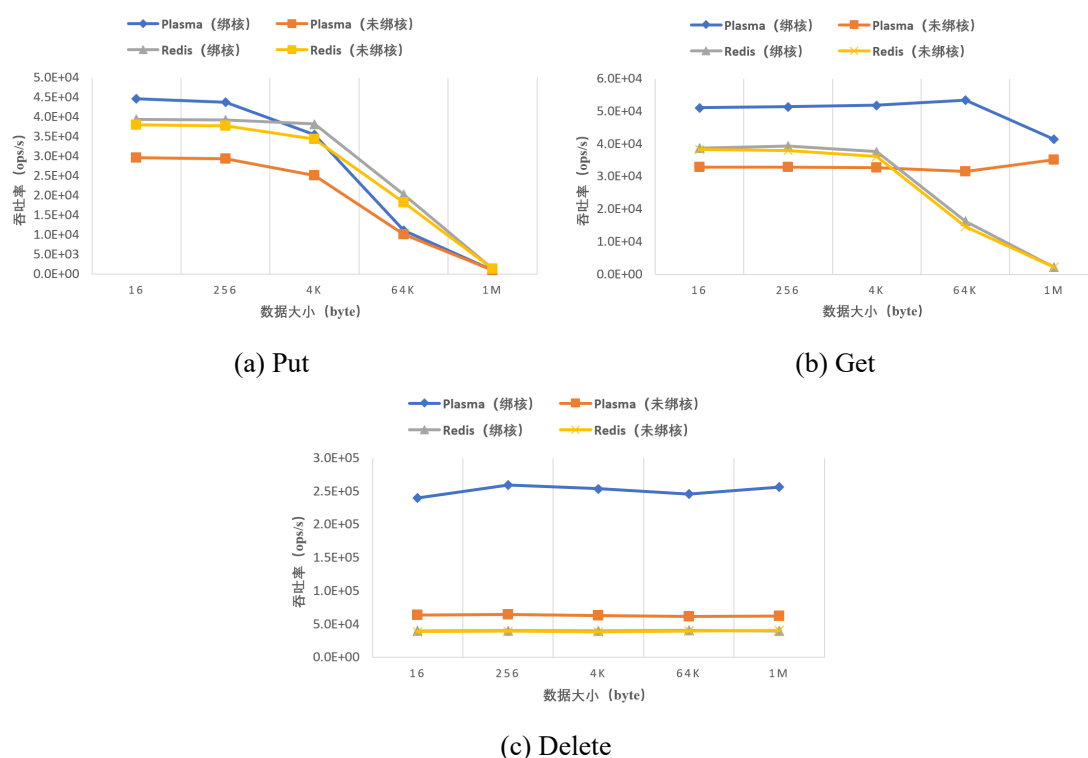 Plasma（绑核） Plasma（未绑核）
Redis（绑核） Redis（未绑核）
5.0E+04
4.5E+04
4.0E+04
3.5E+04
3.0E+04
2.5E+04
2.0E+04
1.5E+04
1.0E+04
5.0E+03
0.0E+00
吞吐率（ops/s）
16 256 4K 64K 1M
数据大小（byte）
(a) Put
Plasma（绑核） Plasma（未绑核）
Redis（绑核） Redis（未绑核）
6.0E+04
5.0E+04
4.0E+04
3.0E+04
2.0E+04
1.0E+04
0.0E+00
吞吐率（ops/s）
16 256 4K 64K 1M
数据大小（byte）
(b) Get
Plasma（绑核） Plasma（未绑核）
Redis（绑核） Redis（未绑核）
3.0E+05
2.5E+05
2.0E+05
1.5E+05
1.0E+05
5.0E+04
0.0E+00
吞吐率（ops/s）
16 256 4K 64K 1M
数据大小（byte）
(c) Delete